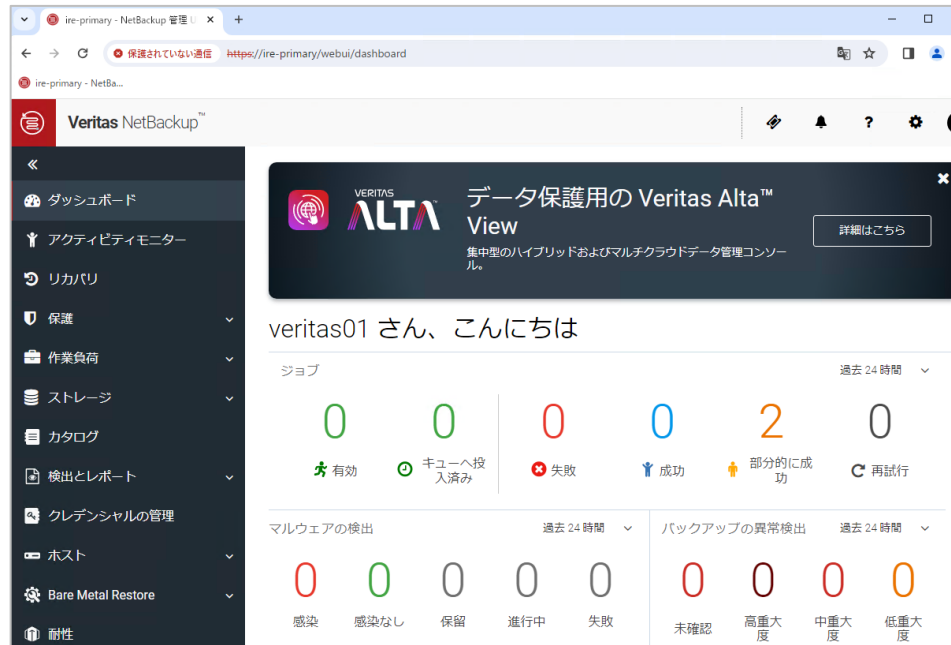 ire-primary - NetBackup 管理 U
保護されていない通信 https://ire-primary/webui/dashboard
ire-primary - NetBa...
Veritas NetBackup™
ダッシュボード
アクティビティモニター
リカバリ
保護
作業負荷
ストレージ
カタログ
検出とレポート
クレデンシャルの管理
ホスト
Bare Metal Restore
耐性
VERITAS
ALTA™
データ保護用の Veritas Alta™
View
集中型のハイブリッドおよびマルチクラウドデータ管理コンソー
ル。
詳細はこちら
veritas01 さん、こんにちは
ジョブ 過去 24 時間
0 0 0 0 2 0
有効 キューへ投 失敗 成功 部分的に成 再試行
入済み 功
マルウェアの検出 過去 24 時間
0 0 0 0 0
感染 感染なし 保留 進行中 失敗
バックアップの異常検出 過去 24 時間
0 0 0 0
未確認 高重大 中重大 低重大
度 度 度